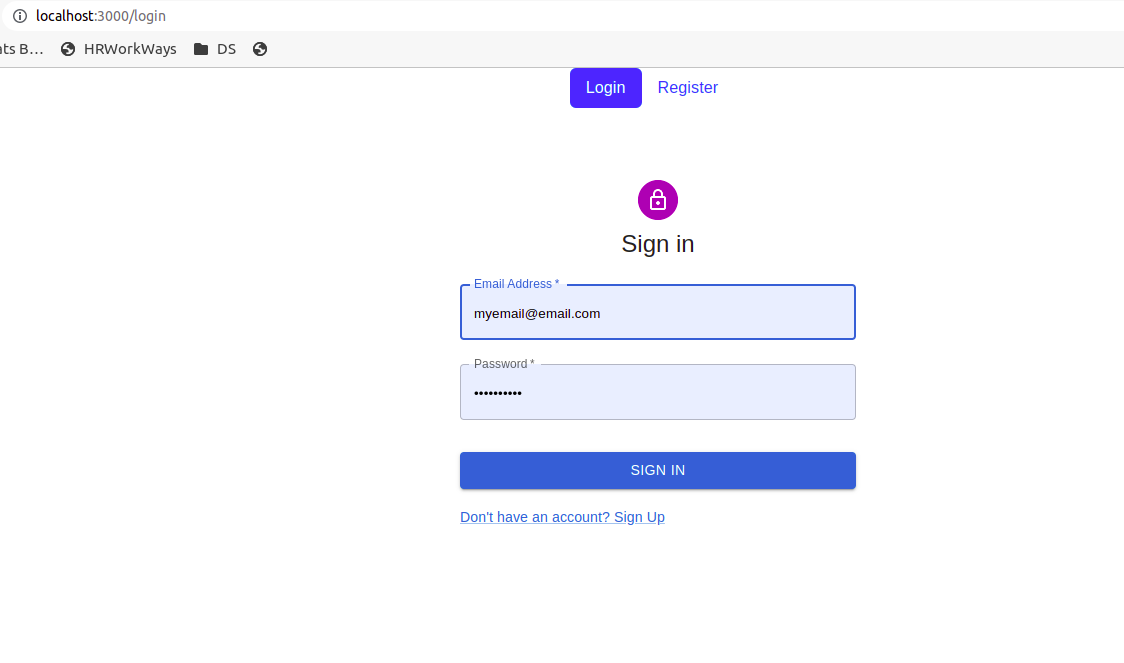 localhost:3000/login
ts B... HRWorkWays DS
Login Register
Sign in
Email Address *
myemail@email.com
Password *
••••••••••
SIGN IN
Don't have an account? Sign Up